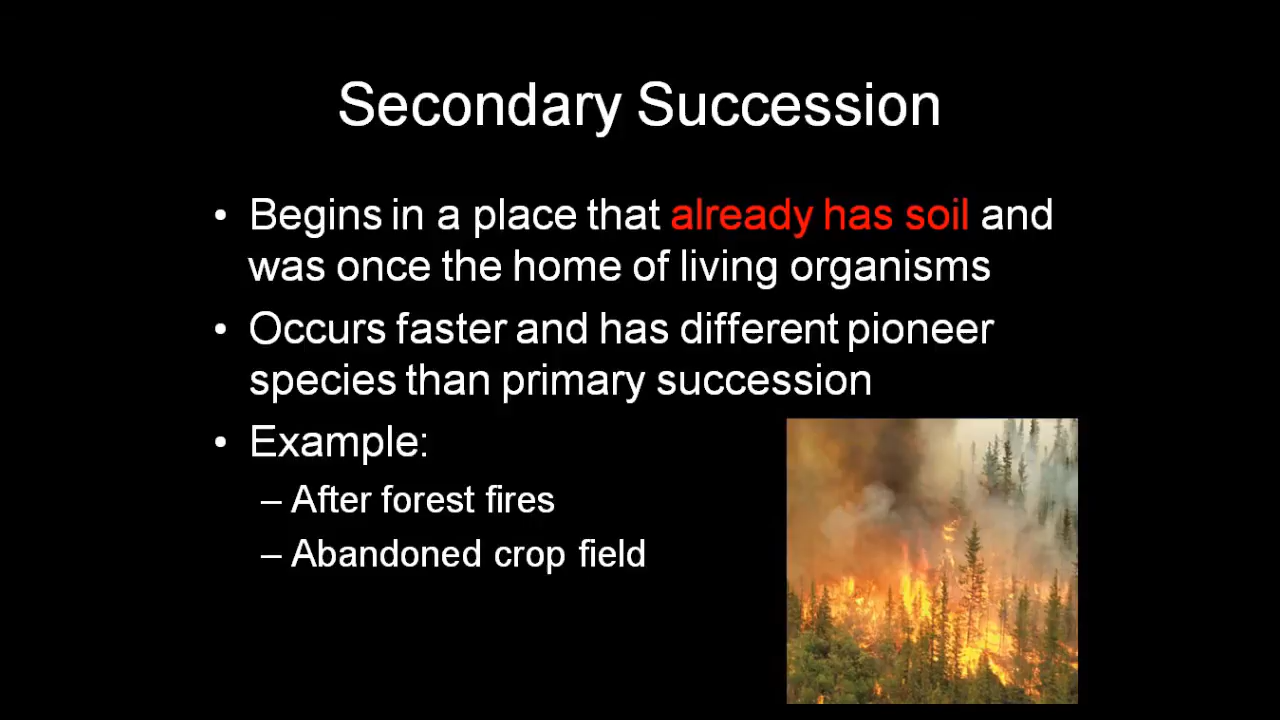 Secondary Succession
• Begins in a place that already has soil and
was once the home of living organisms
• Occurs faster and has different pioneer
species than primary succession
• Example:
– After forest fires
– Abandoned crop field